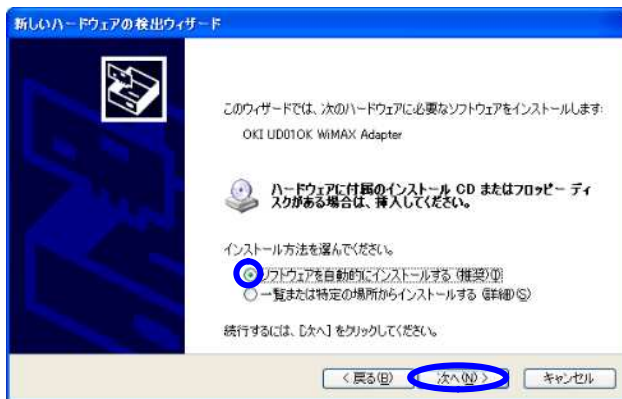 新しいハードウェアの検出ウィザード
このウィザードでは、次のハードウェアに必要なソフトウェアをインストールします:
OKI UD01OK WiMAX Adapter
ハードウェアに付属のインストール CD またはフロッピー ディ
スクがある場合は、挿入してください。
インストール方法を選んでください。
ソフトウェアを自動的にインストールする (推奨)(I)
一覧または特定の場所からインストールする (詳細)(S)
続行するには、[次へ] をクリックしてください。
< 戻る(B) 次へ(N) > キャンセル